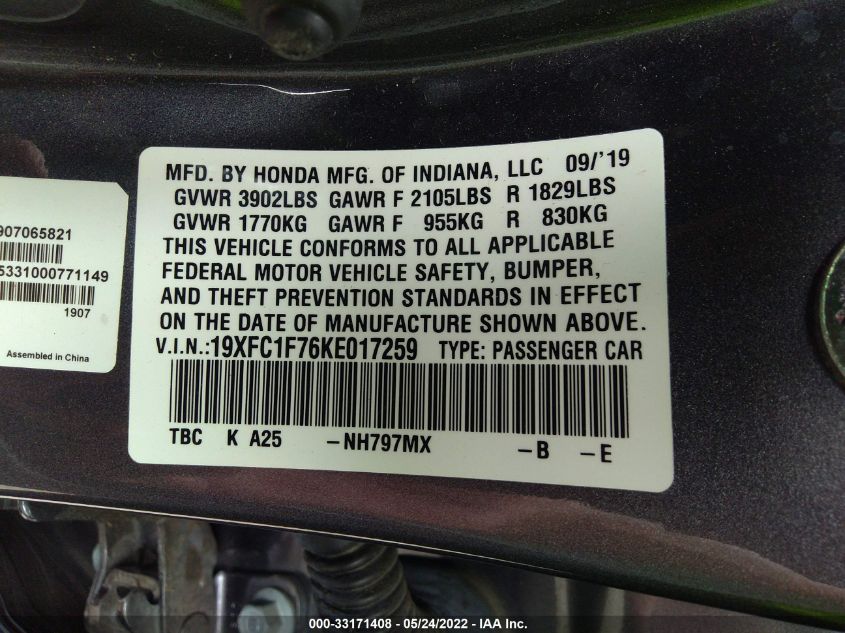 907065821
5331000771149
1907
Assembled in China
MFD. BY HONDA MFG. OF INDIANA, LLC 09/'19
GVWR 3902LBS GAWR F 2105LBS R 1829LBS
GVWR 1770KG GAWR F 955KG R 830KG
THIS VEHICLE CONFORMS TO ALL APPLICABLE
FEDERAL MOTOR VEHICLE SAFETY, BUMPER,
AND THEFT PREVENTION STANDARDS IN EFFECT
ON THE DATE OF MANUFACTURE SHOWN ABOVE.
V.I.N.:19XFC1F76KE017259 TYPE: PASSENGER CAR
TBC K A25 -NH797MX -B -E
000-33171408 - 05/24/2022 - IAA Inc.